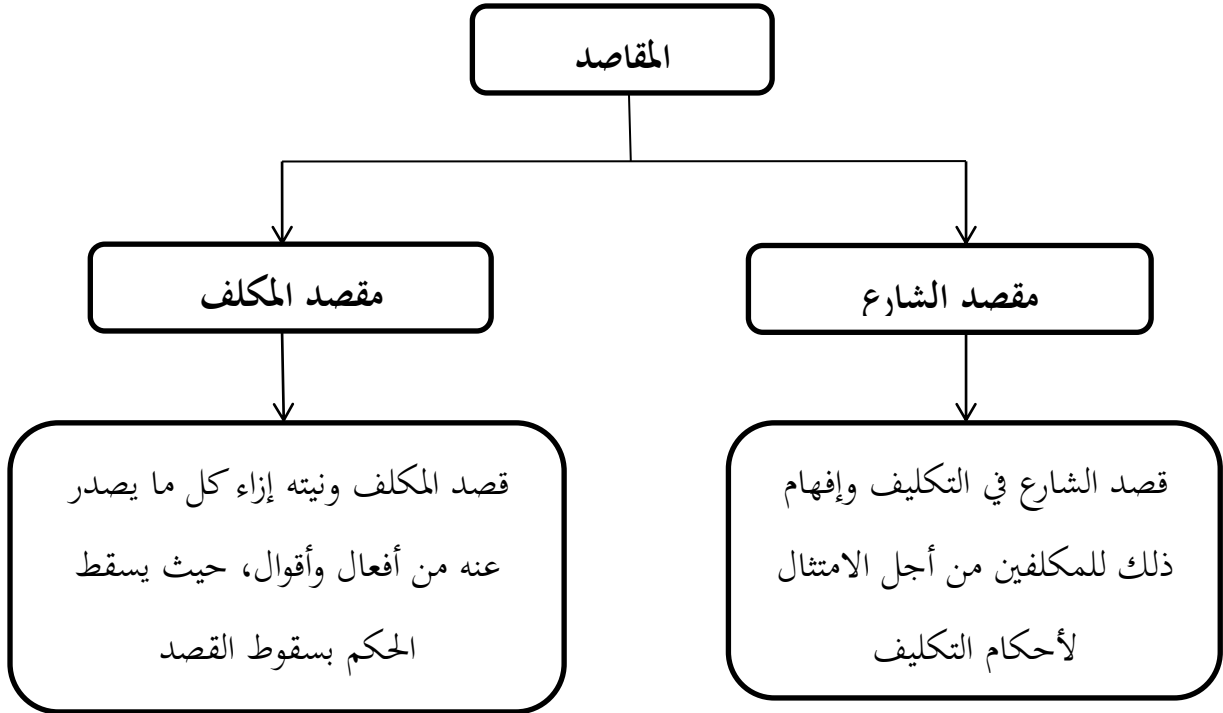 المقاصد
مقصد الشارع
مقصد المكلف
قصد الشارع في التكليف وإفهام
ذلك للمكلفين من أجل الامتثال
لأحكام التكليف
قصد المكلف ونيته إزاء كل ما يصدر
عنه من أفعال وأقوال، حيث يسقط
الحكم بسقوط القصد